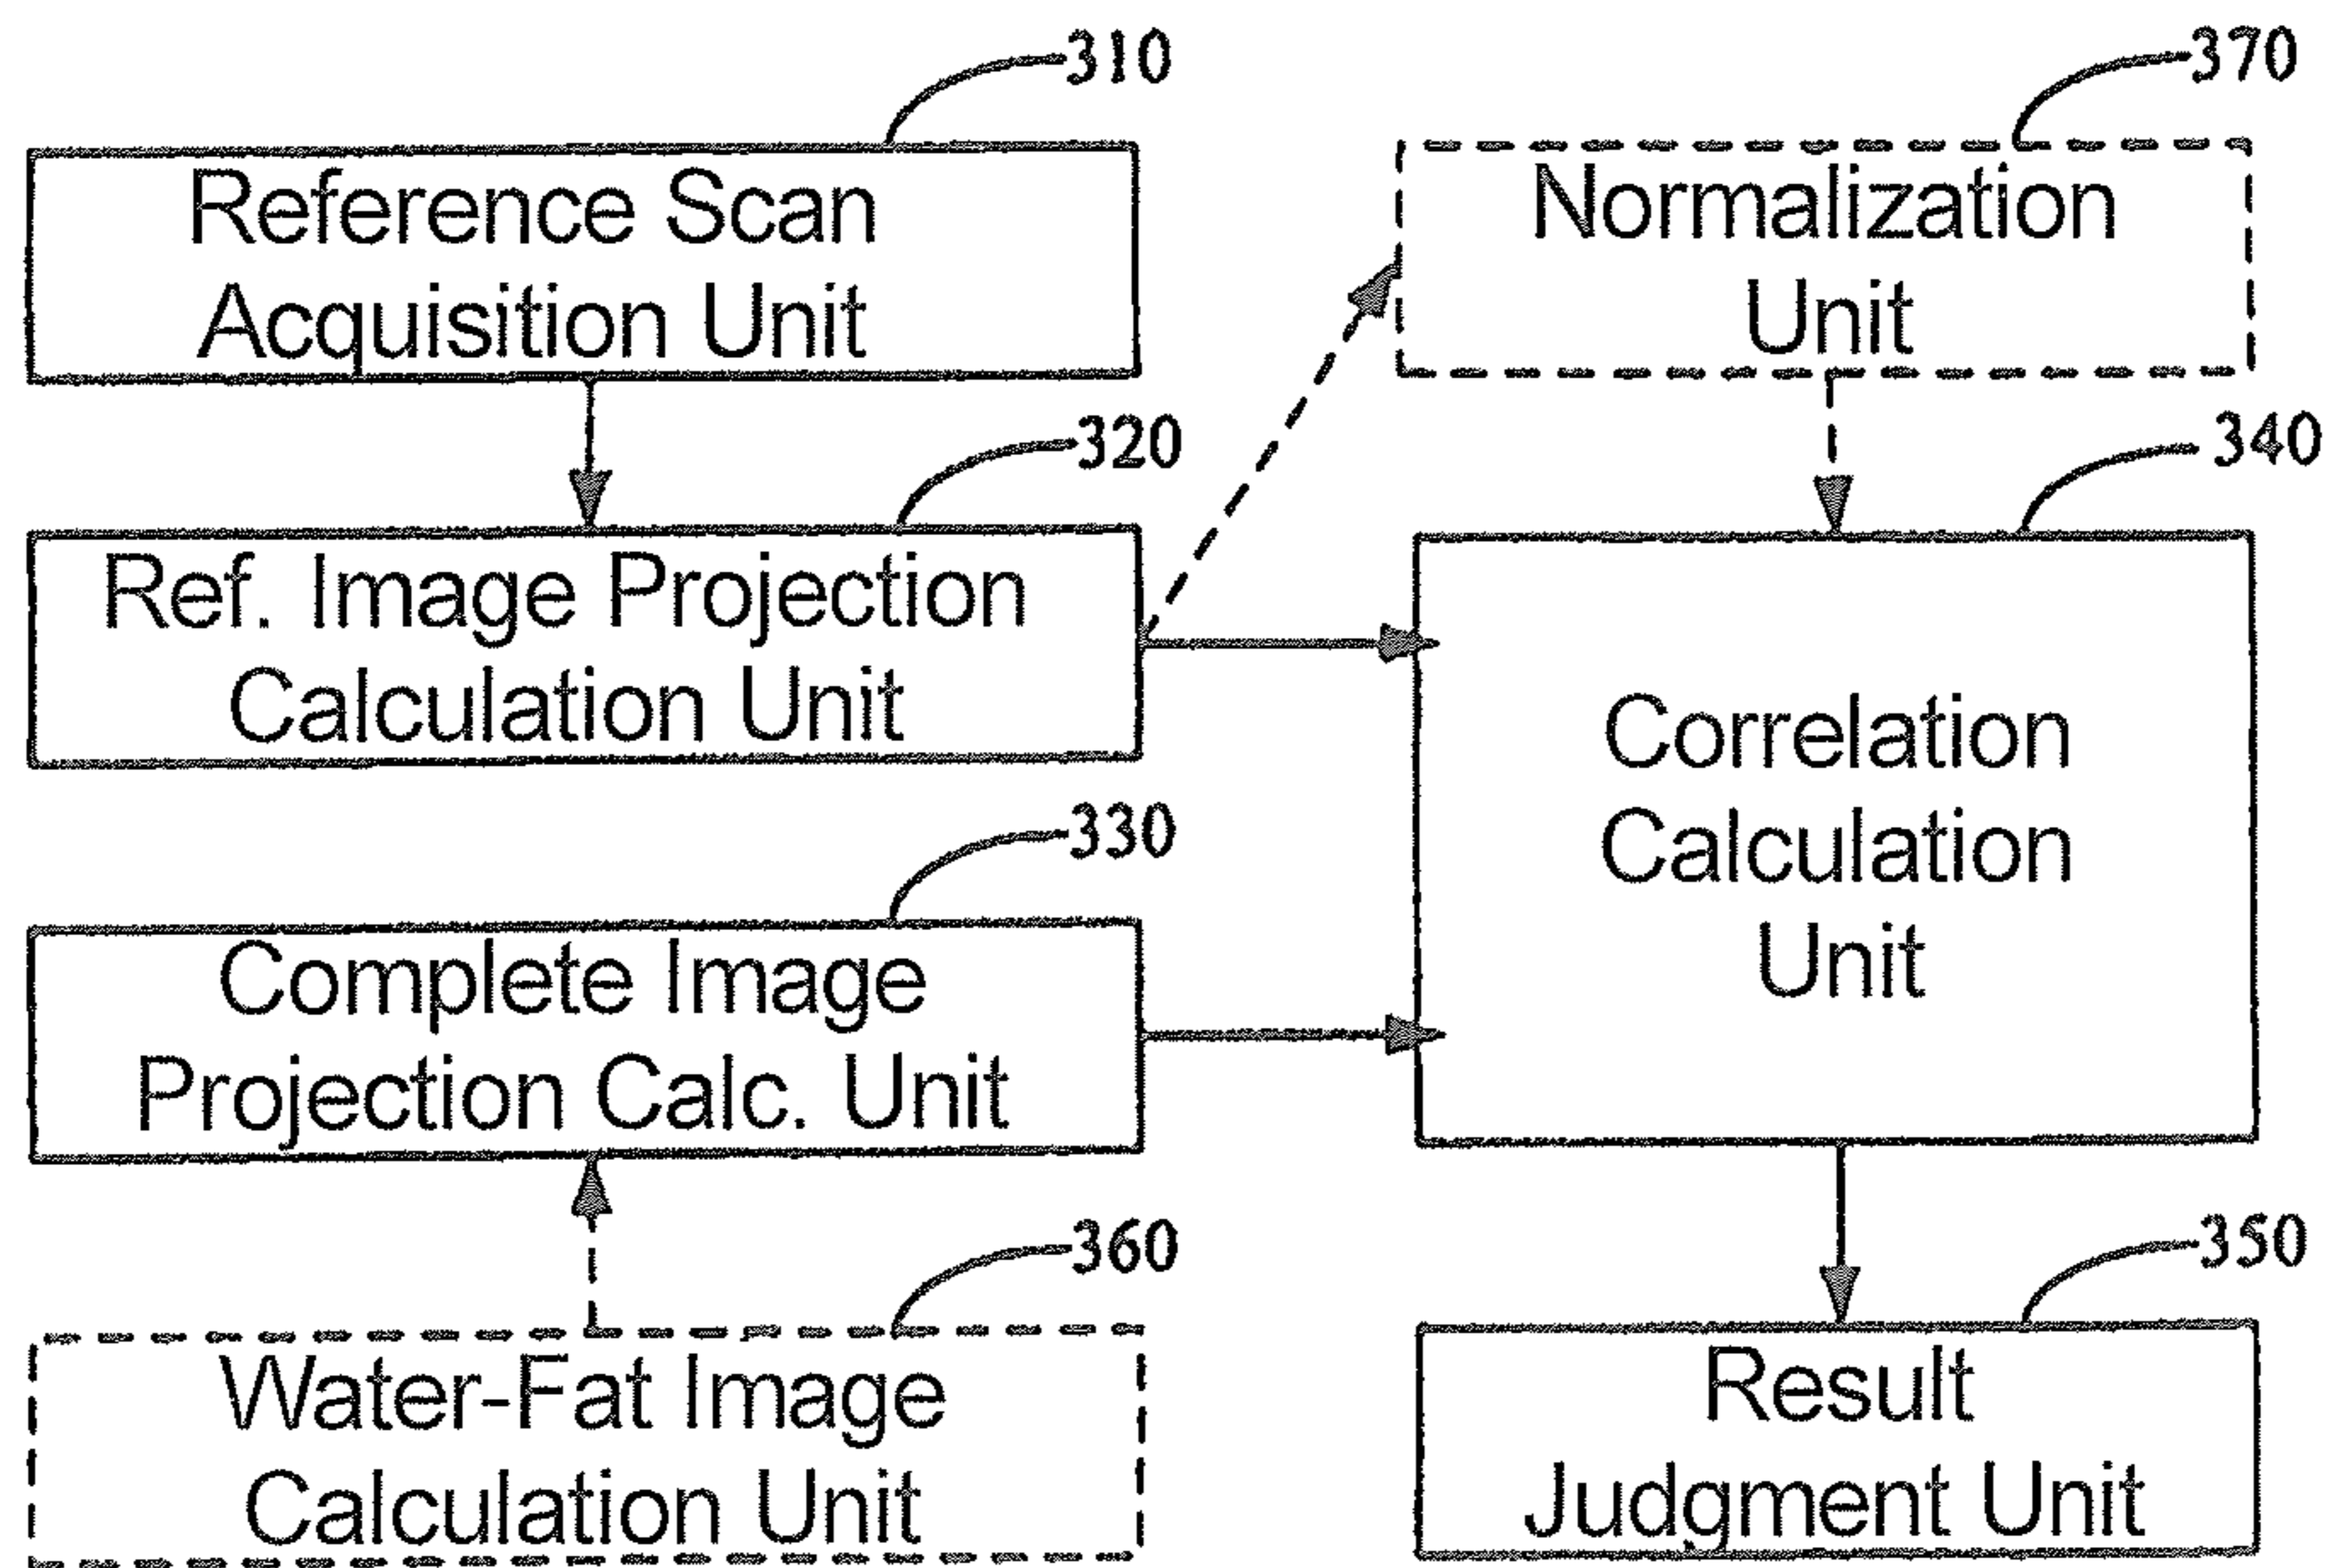 310
Reference Scan
Acquisition Unit
370
Normalization
Unit
320
Ref. Image Projection
Calculation Unit
340
Correlation
Calculation
Unit
330
Complete Image
Projection Calc. Unit
360
Water-Fat Image
Calculation Unit
350
Result
Judgment Unit